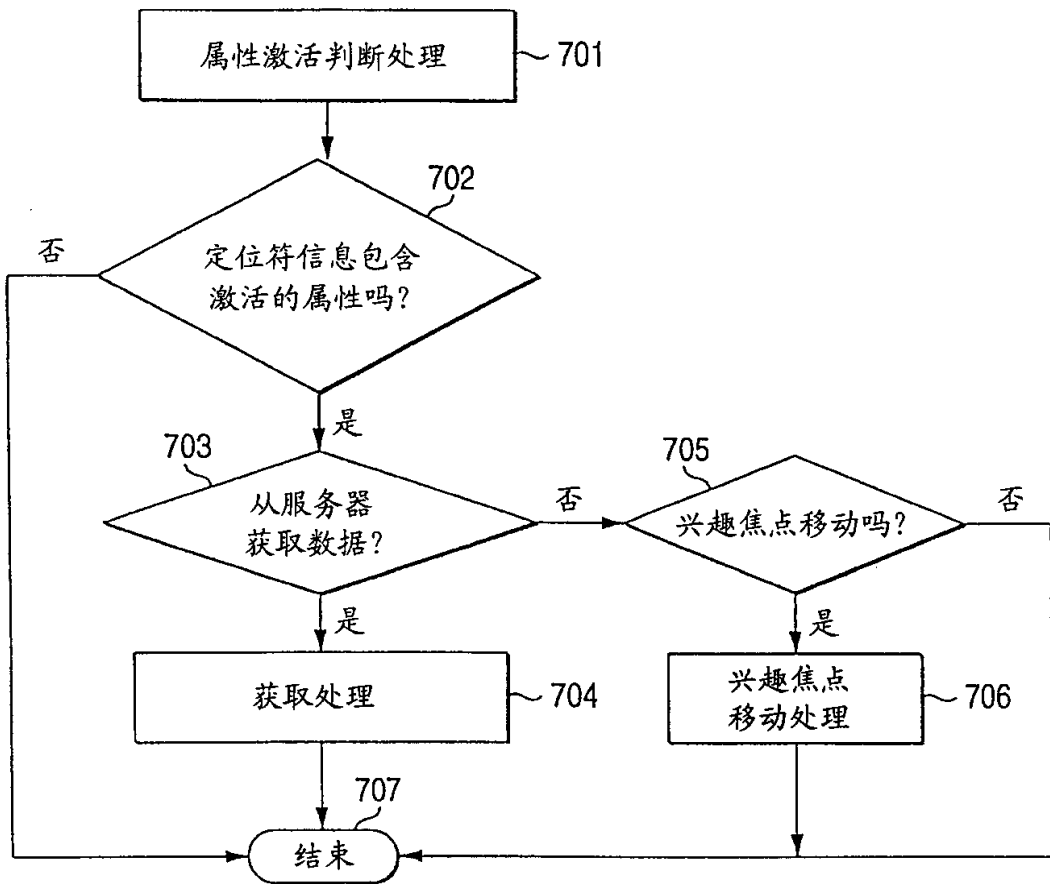 属性激活判断处理
701
702
否
定位符信息包含
激活的属性吗?
是
703
705
从服务器
获取数据?
否
兴趣焦点移动吗?
否
是
是
获取处理
704
兴趣焦点
移动处理
706
707
结束